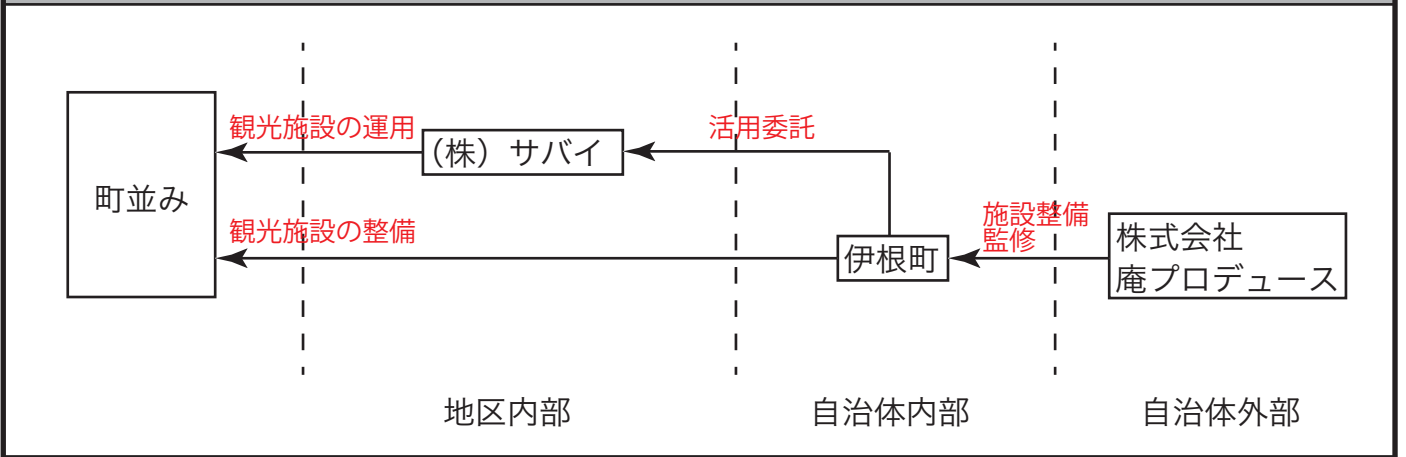 観光施設の運用
活用委託
(株)サバイ
町並み
観光施設の整備
施設整備
監修
伊根町
株式会社
庵プロデュース
地区内部
自治体内部
自治体外部